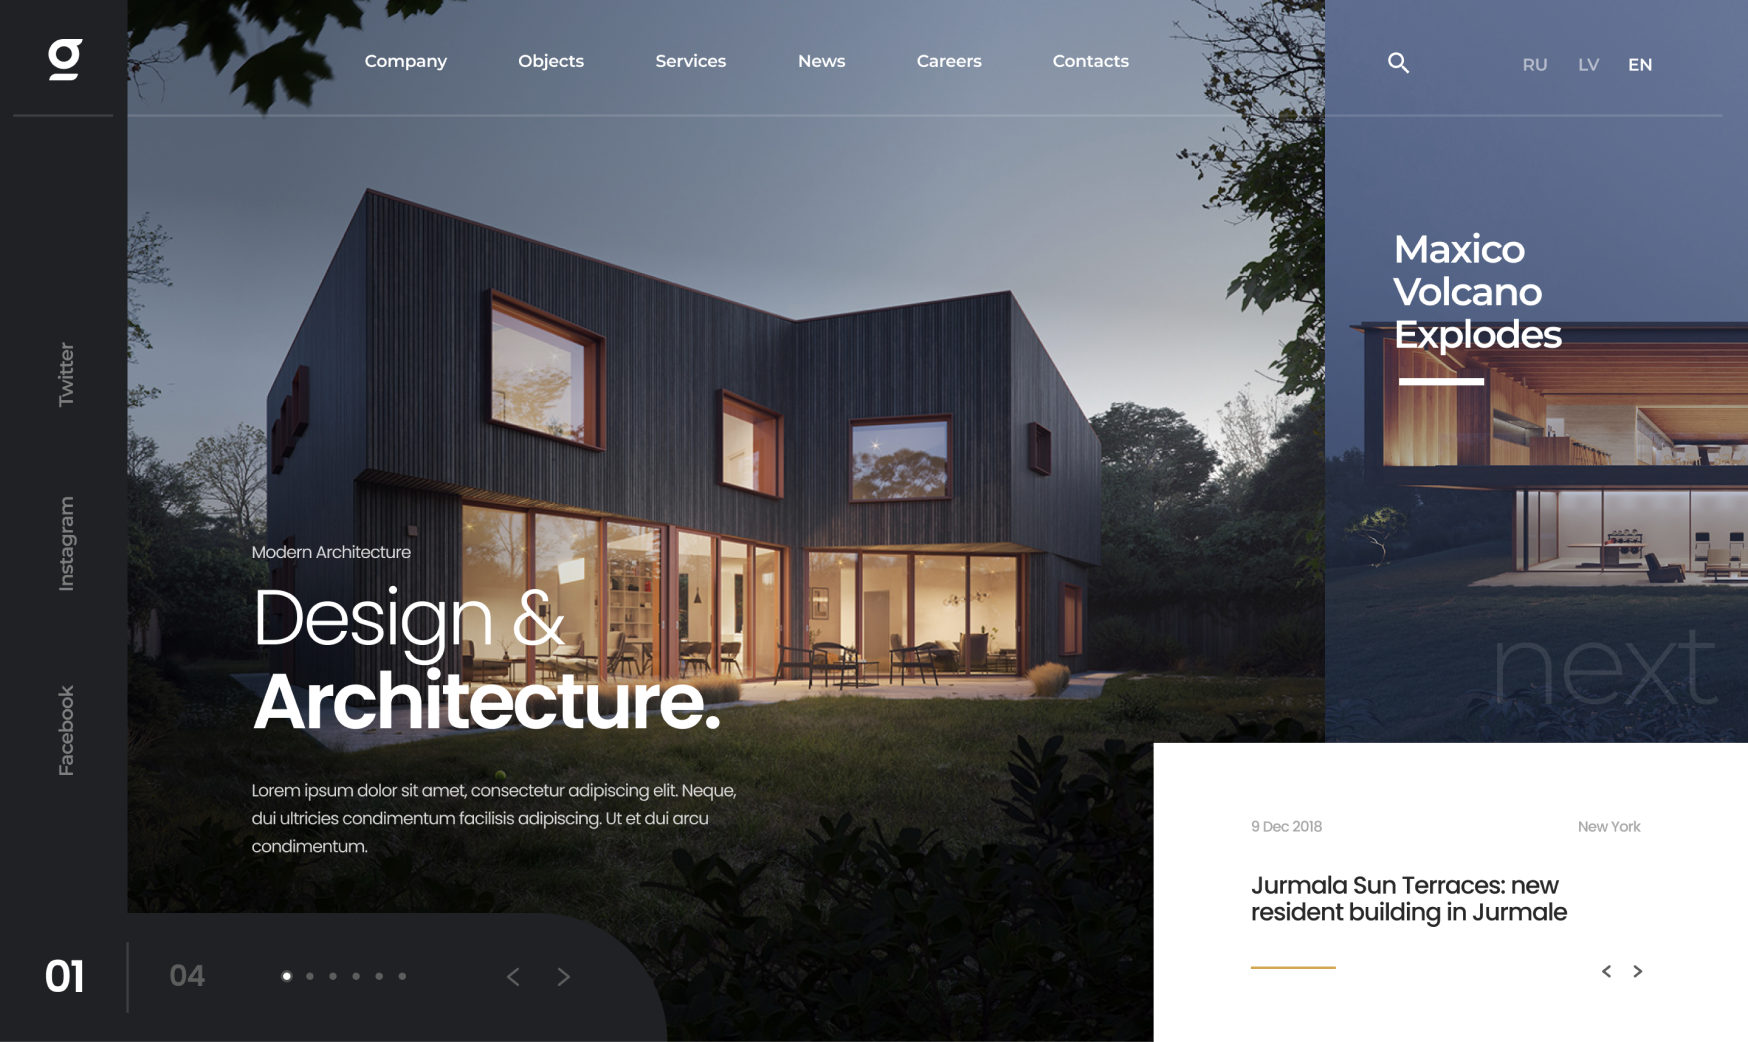 g
Company
Objects
Services
News
Careers
Contacts
RU
LV
EN
Maxico
Volcano
Explodes
Twitter
Instagram
Facebook
Modern Architecture
Design &
Architecture.
Lorem ipsum dolor sit amet, consectetur adipiscing elit. Neque,
dui ultricies condimentum facilisis adipiscing. Ut et dui arcu
condimentum.
next
9 Dec 2018
New York
Jurmala Sun Terraces: new
resident building in Jurmale
01
04